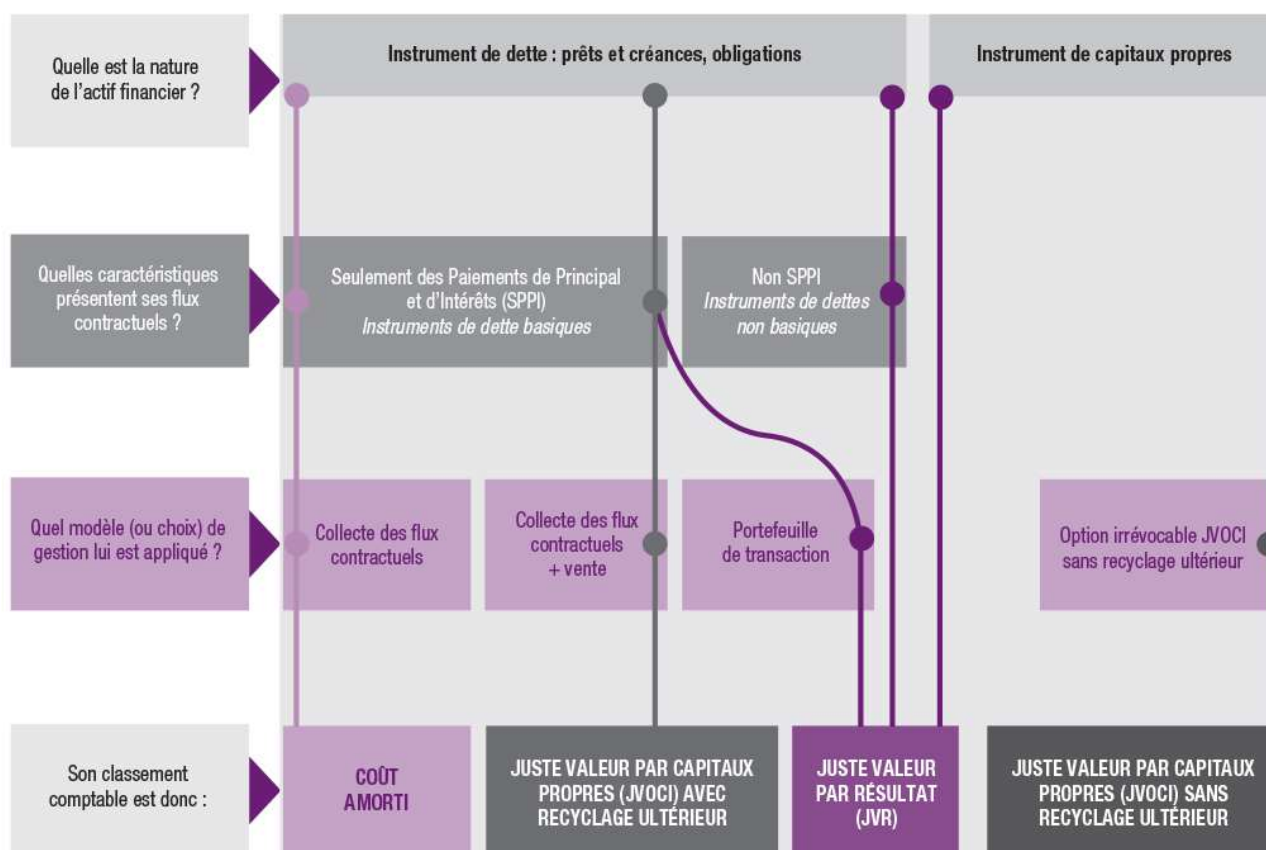 Quelle est la nature
de l'actif financier ?
Instrument de dette : prêts et créances, obligations
Instrument de capitaux propres
Quelles caractéristiques
présentent ses flux
contractuels ?
Seulement des Paiements de Principal
et d'Intérêts (SPPI)
Instruments de dette basiques
Non SPPI
Instruments de dettes
non basiques
Quel modèle (ou choix) de
gestion lui est appliqué ?
Collecte des flux
contractuels
Collecte des flux
contractuels
+ vente
Portefeuille
de transaction
Option irrévocable JVOCI
sans recyclage ultérieur
Son classement
comptable est donc :
COÛT
AMORTI
JUSTE VALEUR PAR CAPITAUX
PROPRES (JVOCI) AVEC
RECYCLAGE ULTÉRIEUR
JUSTE VALEUR
PAR RÉSULTAT
(JVR)
JUSTE VALEUR PAR CAPITAUX
PROPRES (JVOCI) SANS
RECYCLAGE ULTÉRIEUR